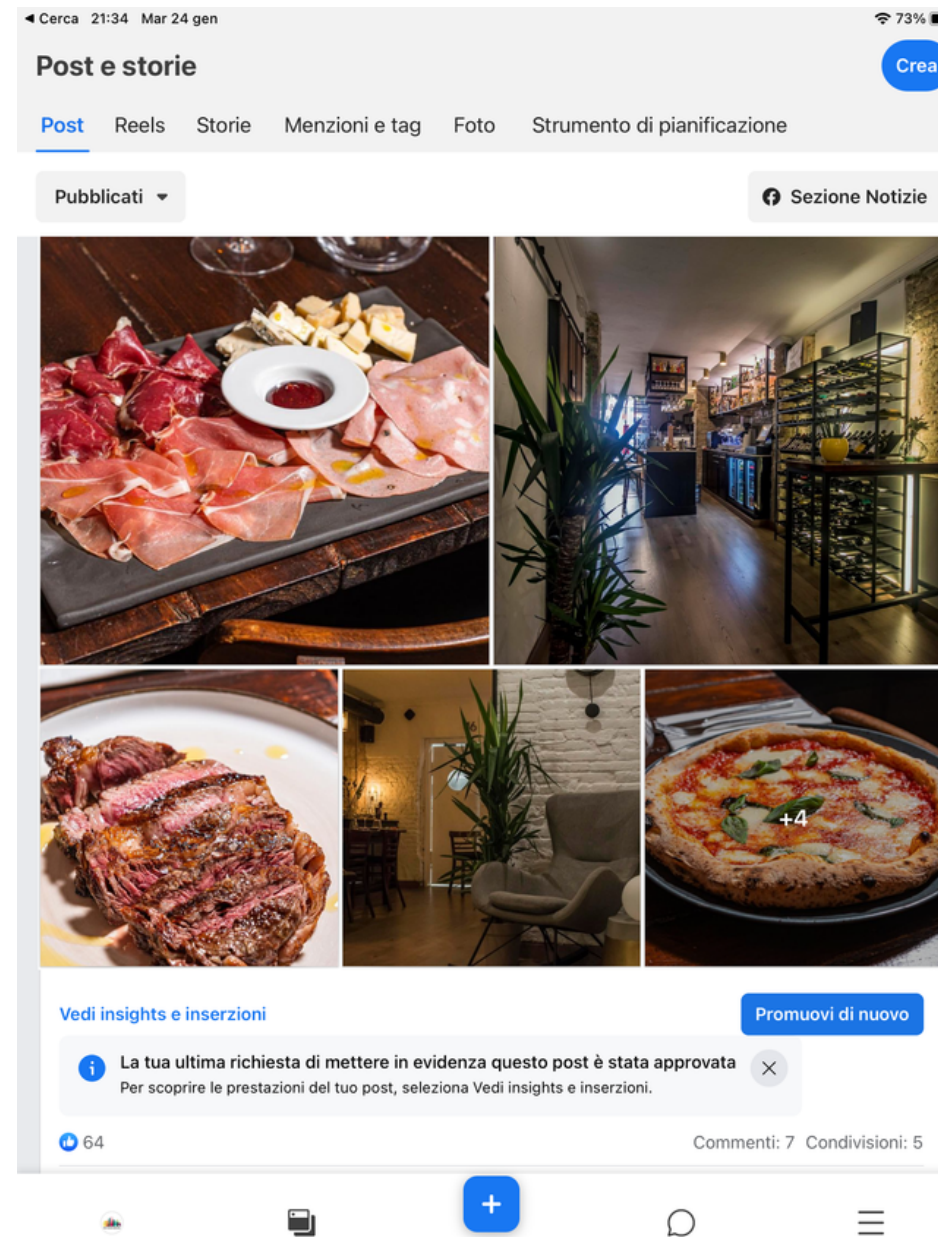 Cerca 21:34 Mar 24 gen 73%
Post e storie
Crea
Post Reels Storie Menzioni e tag Foto Strumento di pianificazione
Pubblicati
Sezione Notizie
+4
Vedi insights e inserzioni
Promuovi di nuovo
La tua ultima richiesta di mettere in evidenza questo post è stata approvata
Per scoprire le prestazioni del tuo post, seleziona Vedi insights e inserzioni.
64
Commenti: 7 Condivisioni: 5